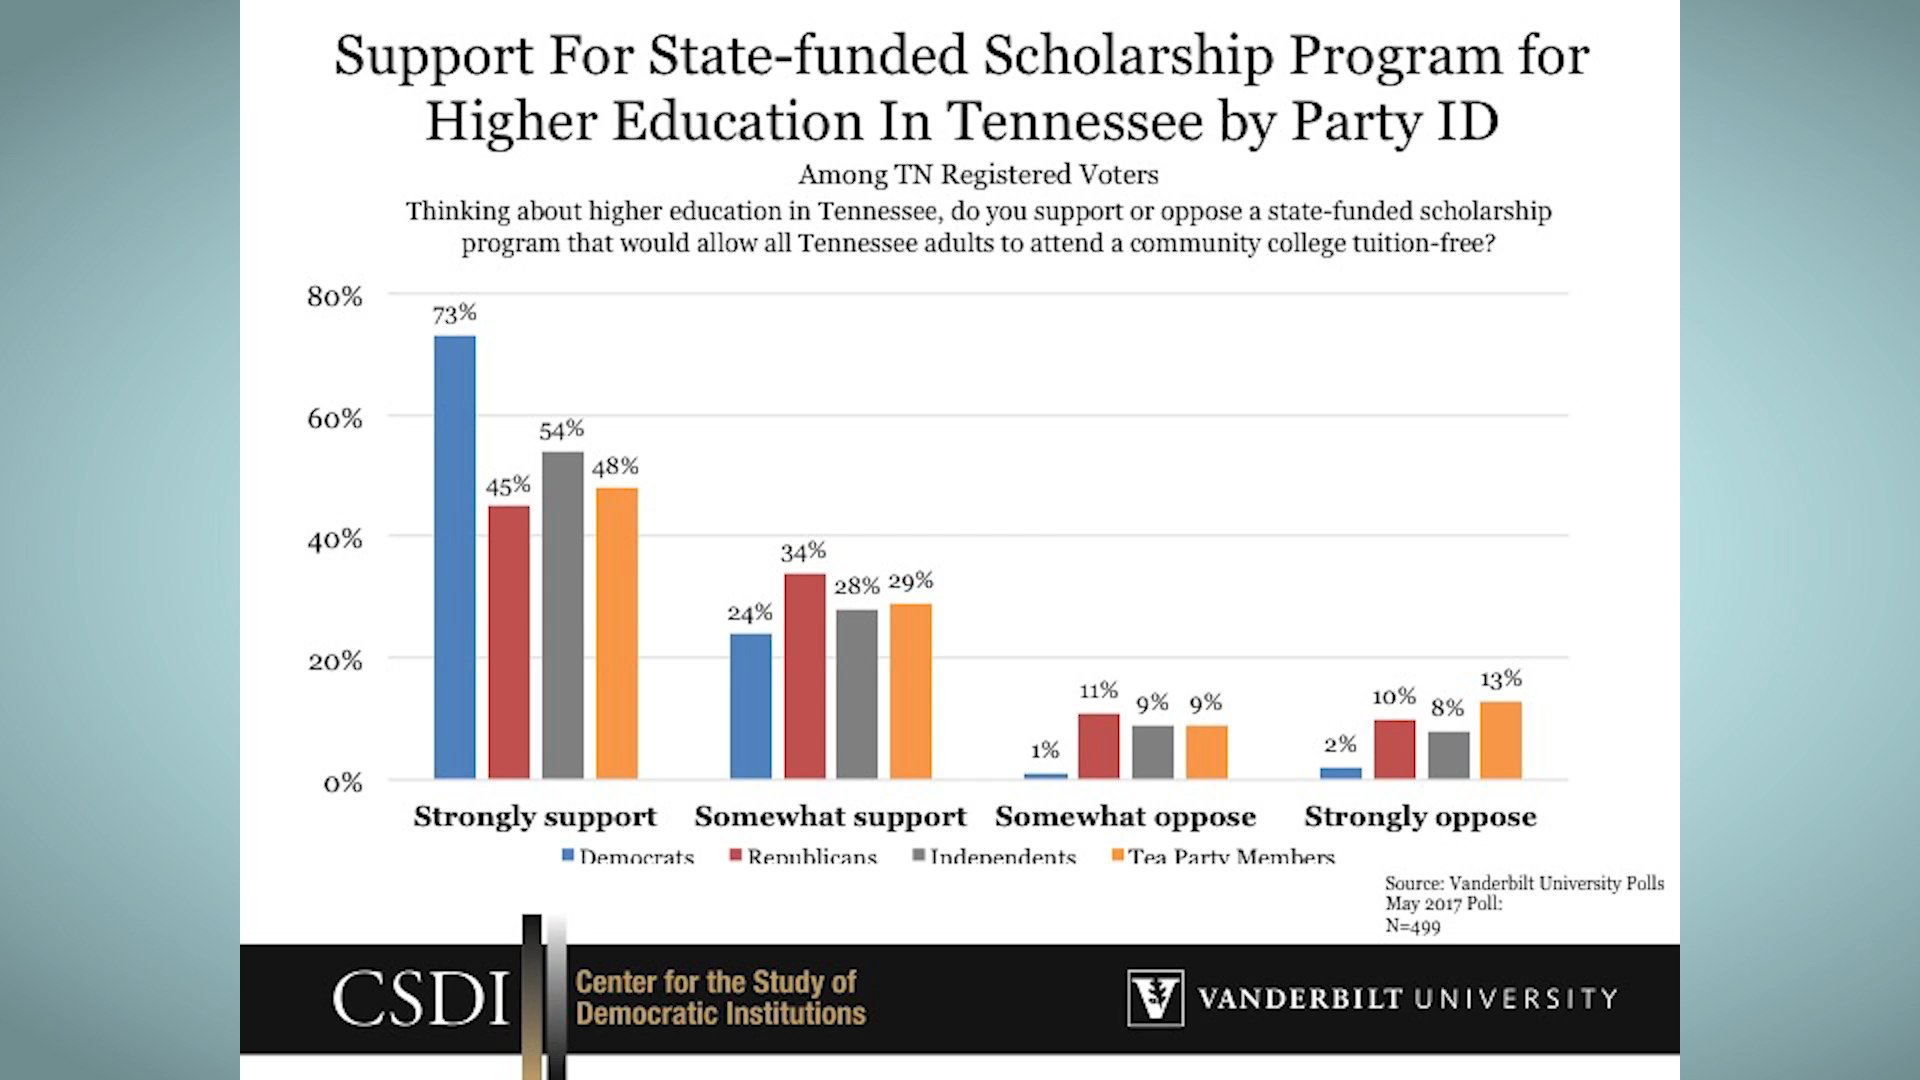 Support For State-funded Scholarship Program for
Higher Education In Tennessee by Party ID
Among TN Registered Voters
Thinking about higher education in Tennessee, do you support or oppose a state-funded scholarship
program that would allow all Tennessee adults to attend a community college tuition-free?
80%
60%
40%
20%
0%
73%
45%
54%
48%
24%
34%
28%
29%
1%
11%
9%
9%
2%
10%
8%
13%
Strongly support
Somewhat support
Somewhat oppose
Strongly oppose
Democrats
Republicans
Independents
Tea Party Members
Source: Vanderbilt University Polls
May 2017 Poll:
N=499
CSDI
Center for the Study of
Democratic Institutions
V
VANDERBILT UNIVERSITY